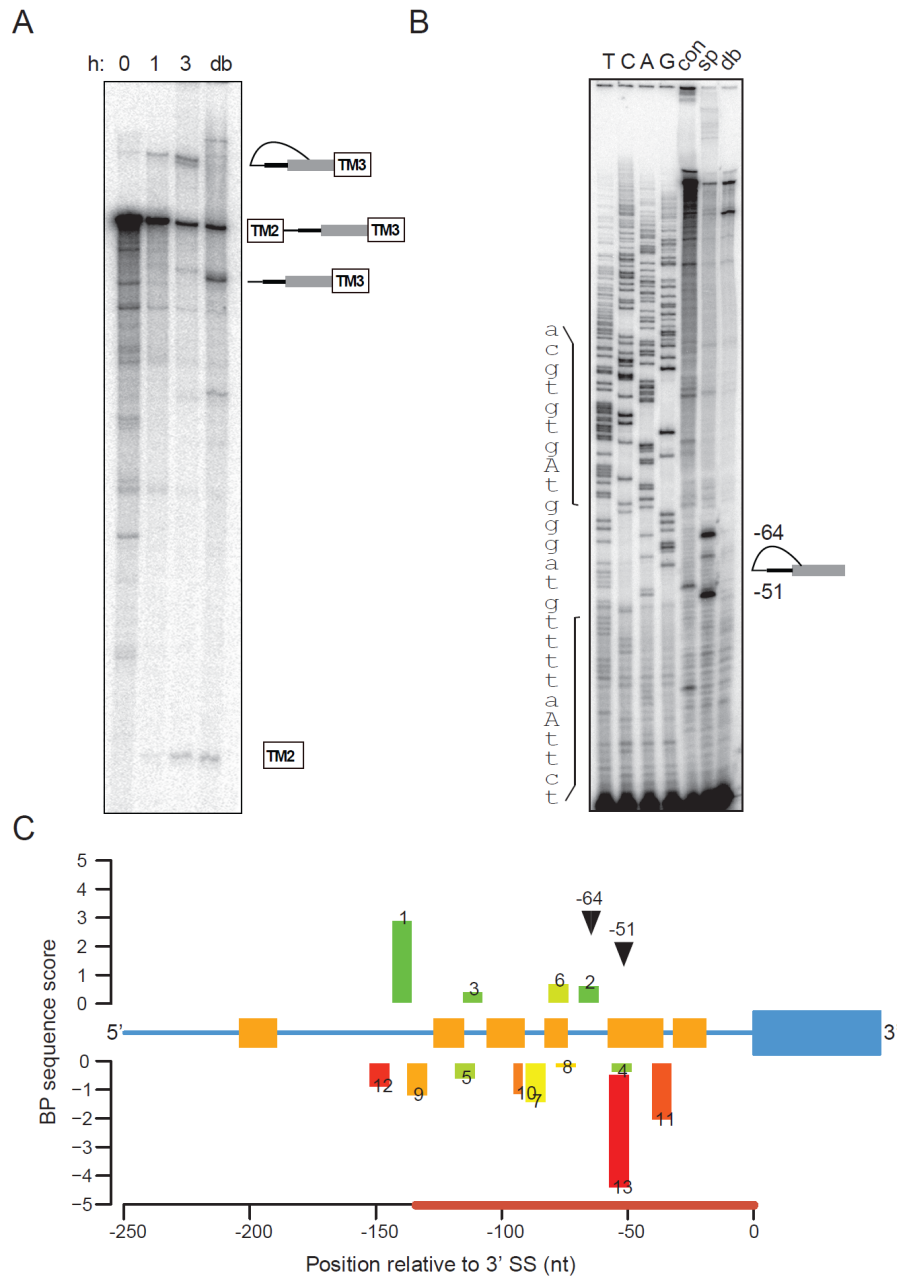 A
h: 0 1 3 db
TM3
TM2 TM3
TM3
TM2
B
T C A G con sp db
a
c
g
t
g
t
g
A
t
g
g
g
a
t
g
t
t
t
t
a
A
t
t
c
t
-64
-51
C
BP sequence score
5
4
3
2
1
0
1
3
6
2
-64
-51
5’
3’
0
−1
−2
−3
−4
−5
12
9
5
10
7
8
4
13
11
-250 -200 -150 -100 -50 0
Position relative to 3’ SS (nt)